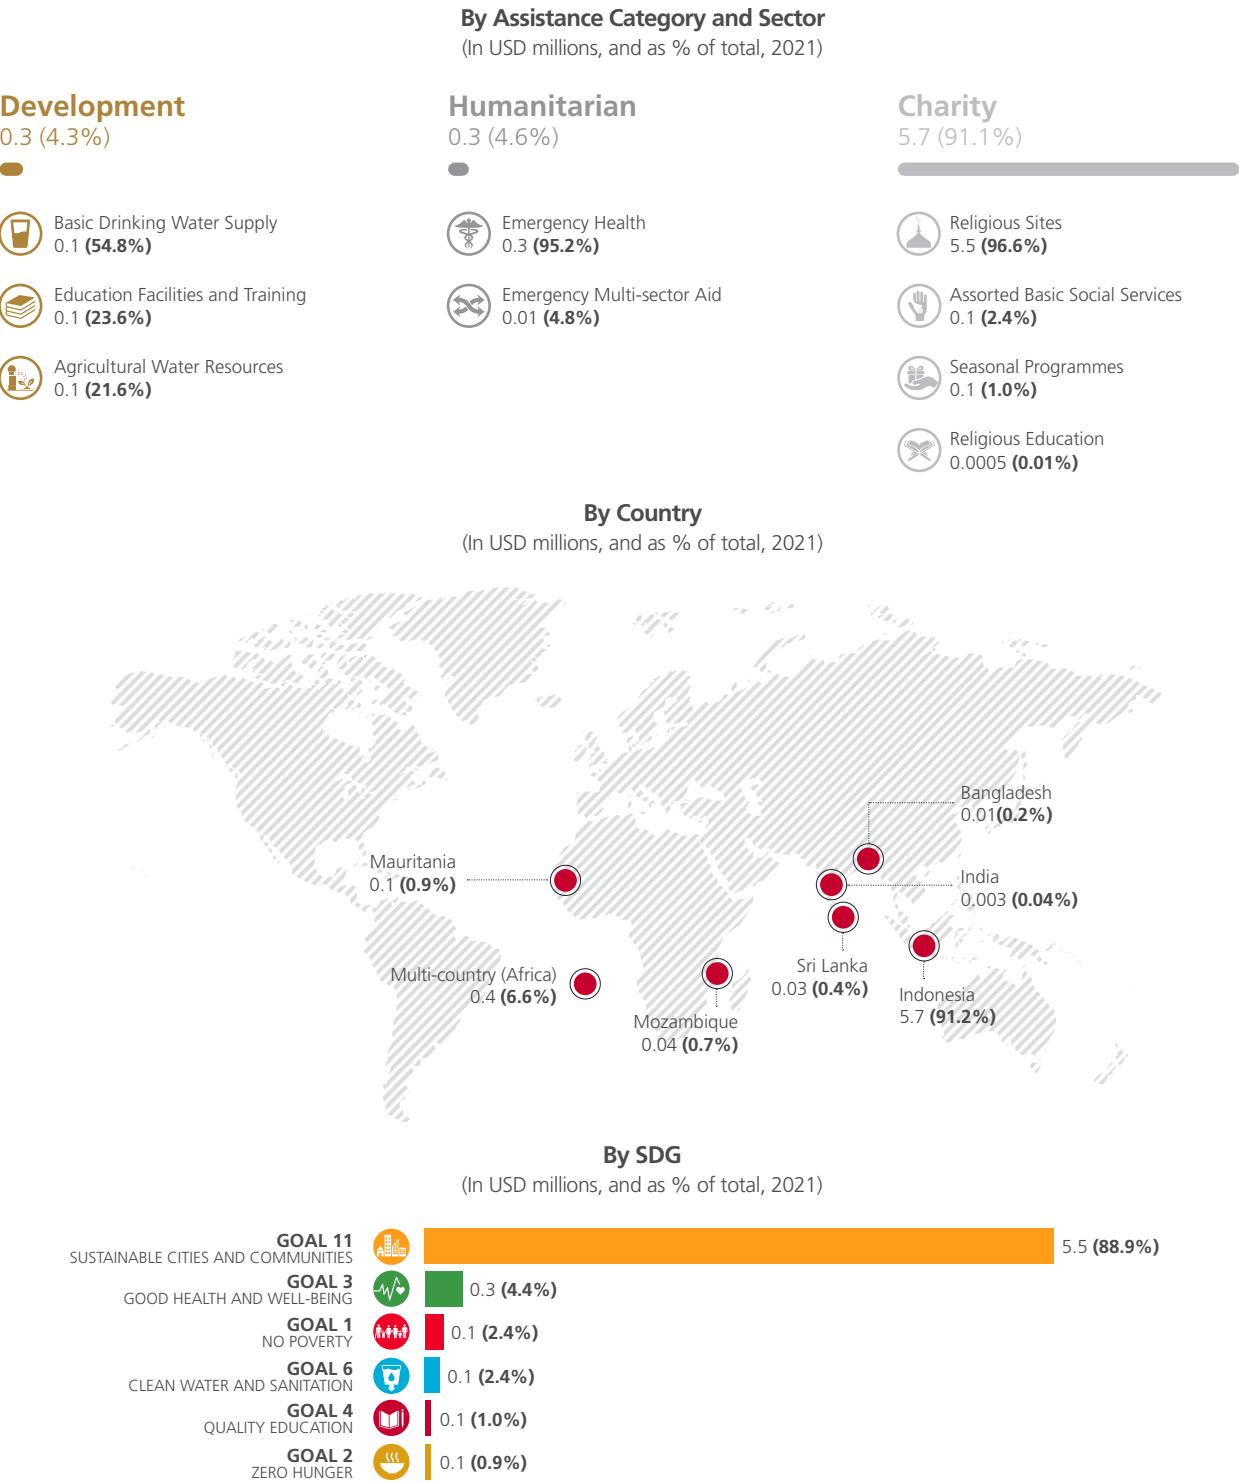 By Assistance Category and Sector
(In USD millions, and as % of total, 2021)
Development
0.3 (4.3%)
Basic Drinking Water Supply
0.1 (54.8%)
Education Facilities and Training
0.1 (23.6%)
Agricultural Water Resources
0.1 (21.6%)
Humanitarian
0.3 (4.6%)
Emergency Health
0.3 (95.2%)
Emergency Multi-sector Aid
0.01 (4.8%)
Charity
5.7 (91.1%)
Religious Sites
5.5 (96.6%)
Assorted Basic Social Services
0.1 (2.4%)
Seasonal Programmes
0.1 (1.0%)
Religious Education
0.0005 (0.01%)
By Country
(In USD millions, and as % of total, 2021)
Bangladesh
0.01(0.2%)
Mauritania
0.1 (0.9%)
India
0.003 (0.04%)
Multi-country (Africa)
0.4 (6.6%)
Sri Lanka
0.03 (0.4%)
Indonesia
5.7 (91.2%)
Mozambique
0.04 (0.7%)
By SDG
(In USD millions, and as % of total, 2021)
GOAL 11
SUSTAINABLE CITIES AND COMMUNITIES
5.5 (88.9%)
GOAL 3
GOOD HEALTH AND WELL-BEING
0.3 (4.4%)
GOAL 1
NO POVERTY
0.1 (2.4%)
GOAL 6
CLEAN WATER AND SANITATION
0.1 (2.4%)
GOAL 4
QUALITY EDUCATION
0.1 (1.0%)
GOAL 2
ZERO HUNGER
0.1 (0.9%)